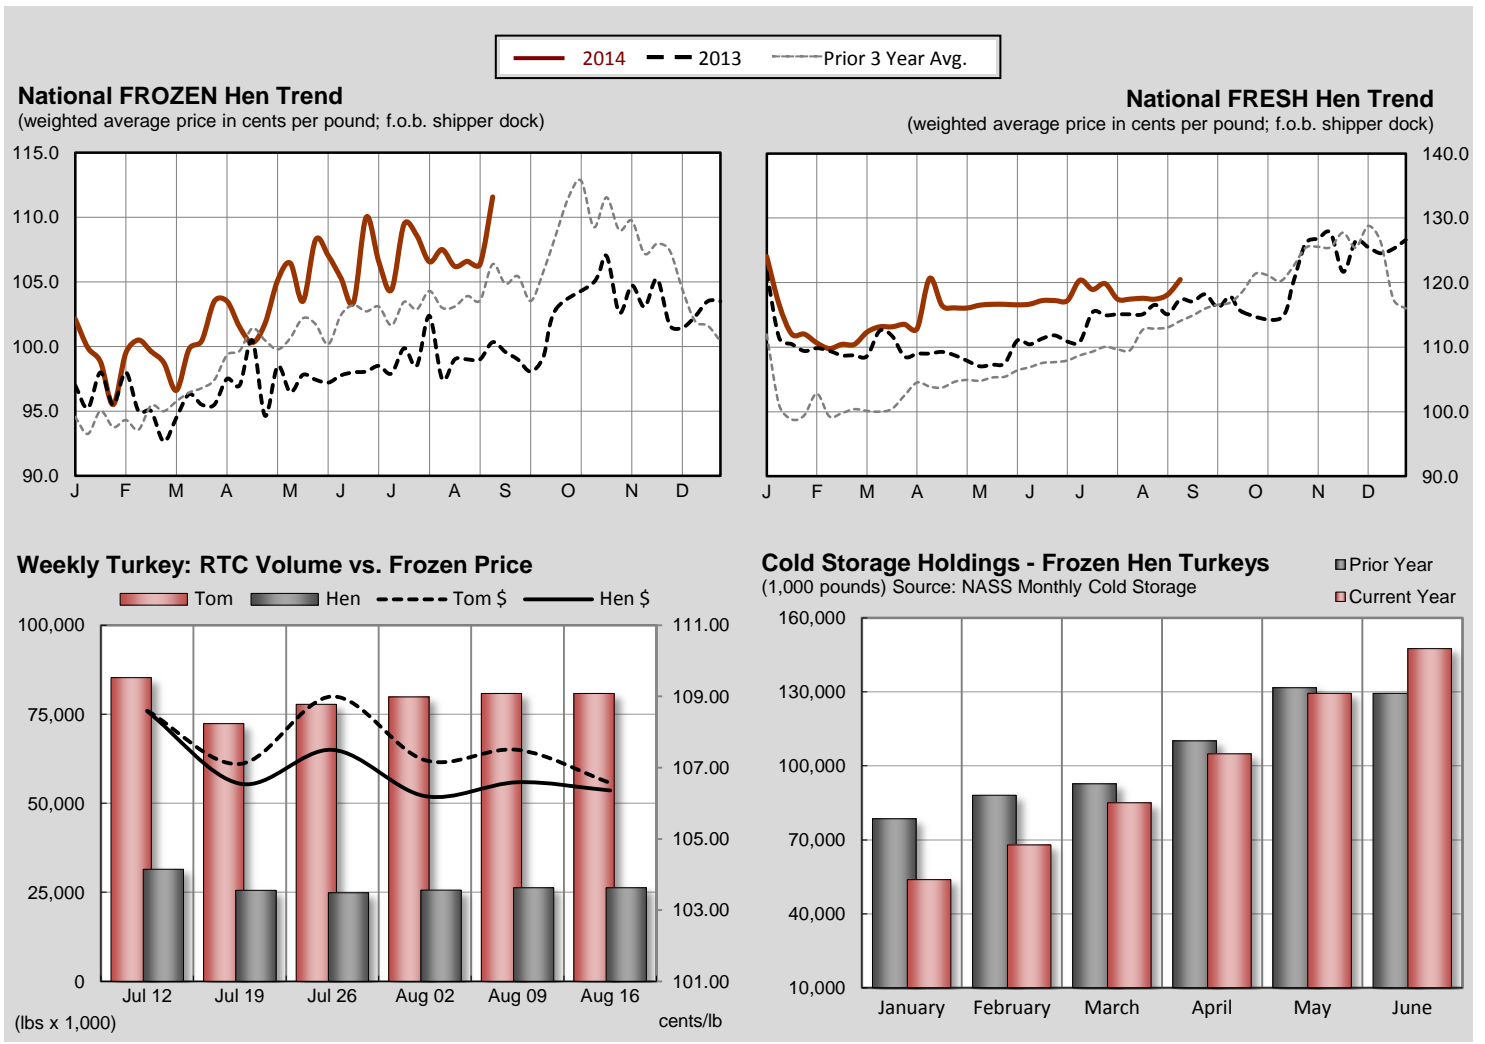 2014 2013 Prior 3 Year Avg.
National FROZEN Hen Trend
(weighted average price in cents per pound; f.o.b. shipper dock)
115.0
110.0
105.0
100.0
95.0
90.0
J F M A M J J A S O N D
National FRESH Hen Trend
(weighted average price in cents per pound; f.o.b. shipper dock)
140.0
130.0
120.0
110.0
100.0
90.0
J F M A M J J A S O N D
Weekly Turkey: RTC Volume vs. Frozen Price
Tom Hen Tom $ Hen $
100,000 111.00
109.00
75,000
107.00
50,000
105.00
25,000
103.00
0 101.00
Jul 12 Jul 19 Jul 26 Aug 02 Aug 09 Aug 16
(lbs x 1,000) cents/lb
Cold Storage Holdings - Frozen Hen Turkeys
(1,000 pounds) Source: NASS Monthly Cold Storage
Prior Year
Current Year
160,000
130,000
100,000
70,000
40,000
10,000
January February March April May June